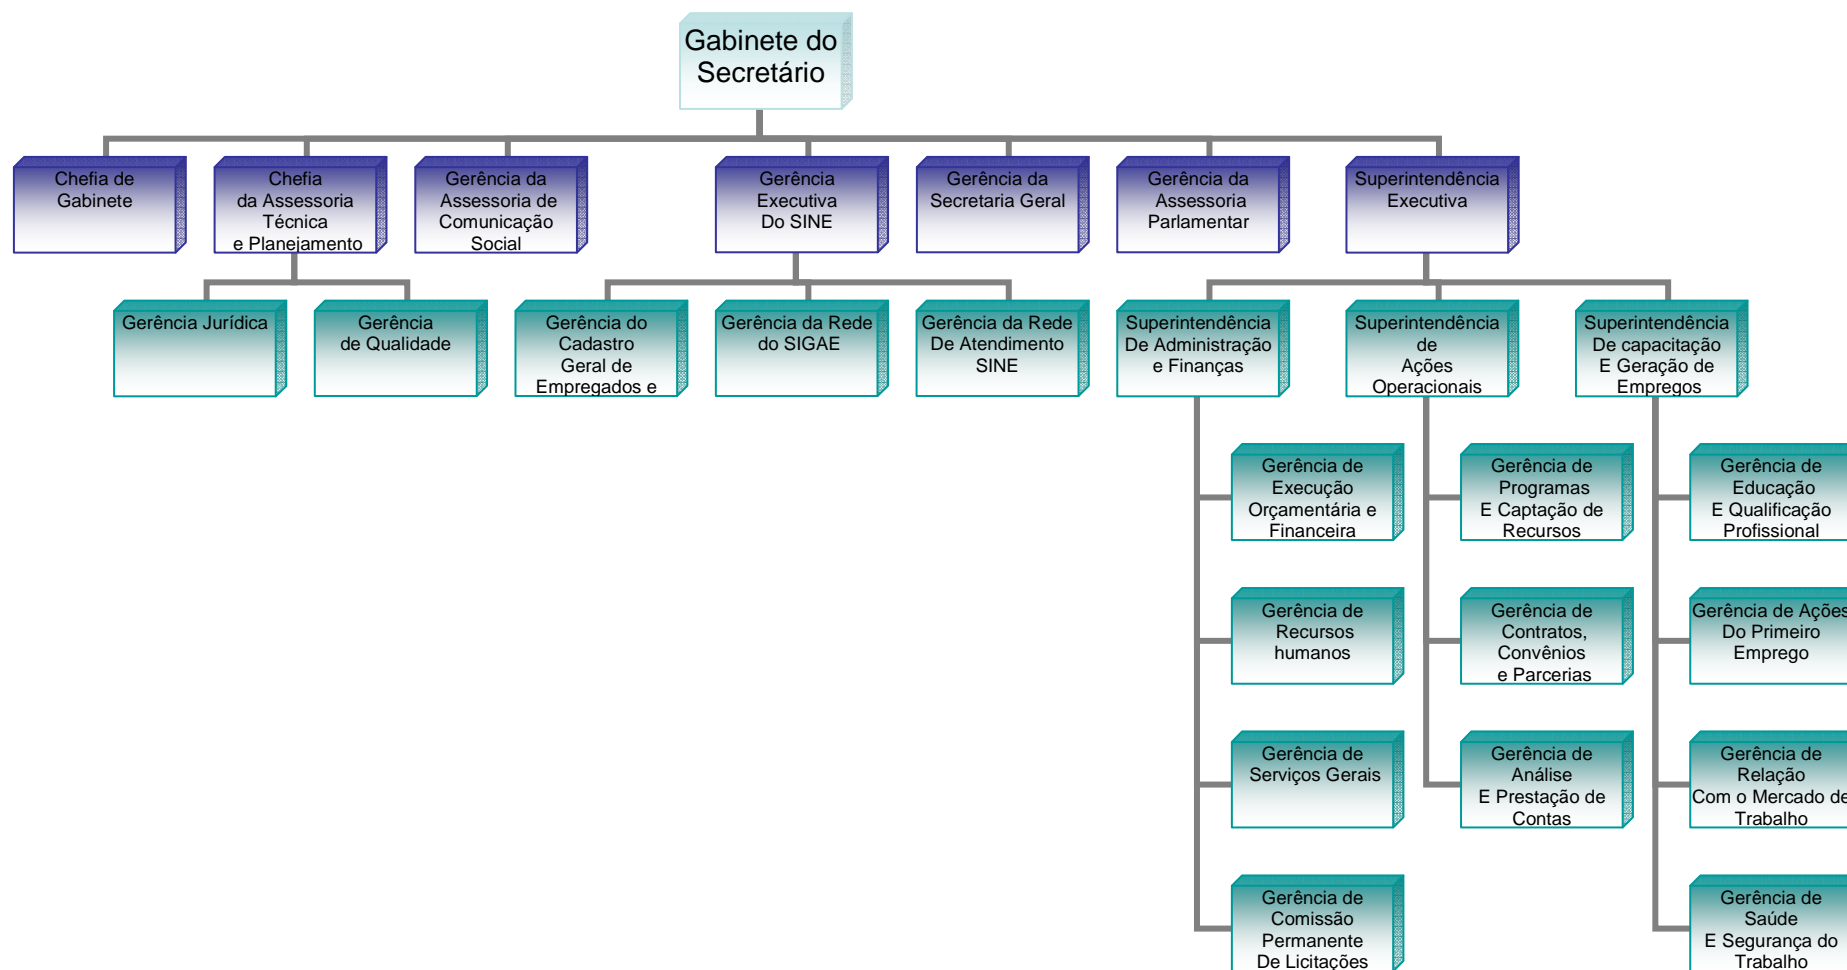 Gabinete do
Secretário
Chefia de
Gabinete
Chefia
da Assessoria
Técnica
e Planejamento
Gerência da
Assessoria de
Comunicação
Social
Gerência
Executiva
Do SINE
Gerência da
Secretaria Geral
Gerência da
Assessoria
Parlamentar
Superintendência
Executiva
Gerência Jurídica
Gerência
de Qualidade
Gerência do
Cadastro
Geral de
Empregados e
Gerência da Rede
do SIGAE
Gerência da Rede
De Atendimento
SINE
Superintendência
De Administração
e Finanças
Superintendência
de
Ações
Operacionais
Superintendência
De capacitação
E Geração de
Empregos
Gerência de
Execução
Orçamentária e
Financeira
Gerência de
Programas
E Captação de
Recursos
Gerência de
Educação
E Qualificação
Profissional
Gerência de
Recursos
humanos
Gerência de
Contratos,
Convênios
e Parcerias
Gerência de Ações
Do Primeiro
Emprego
Gerência de
Serviços Gerais
Gerência de
Análise
E Prestação de
Contas
Gerência de
Relação
Com o Mercado de
Trabalho
Gerência de
Comissão
Permanente
De Licitações
Gerência de
Saúde
E Segurança do
Trabalho